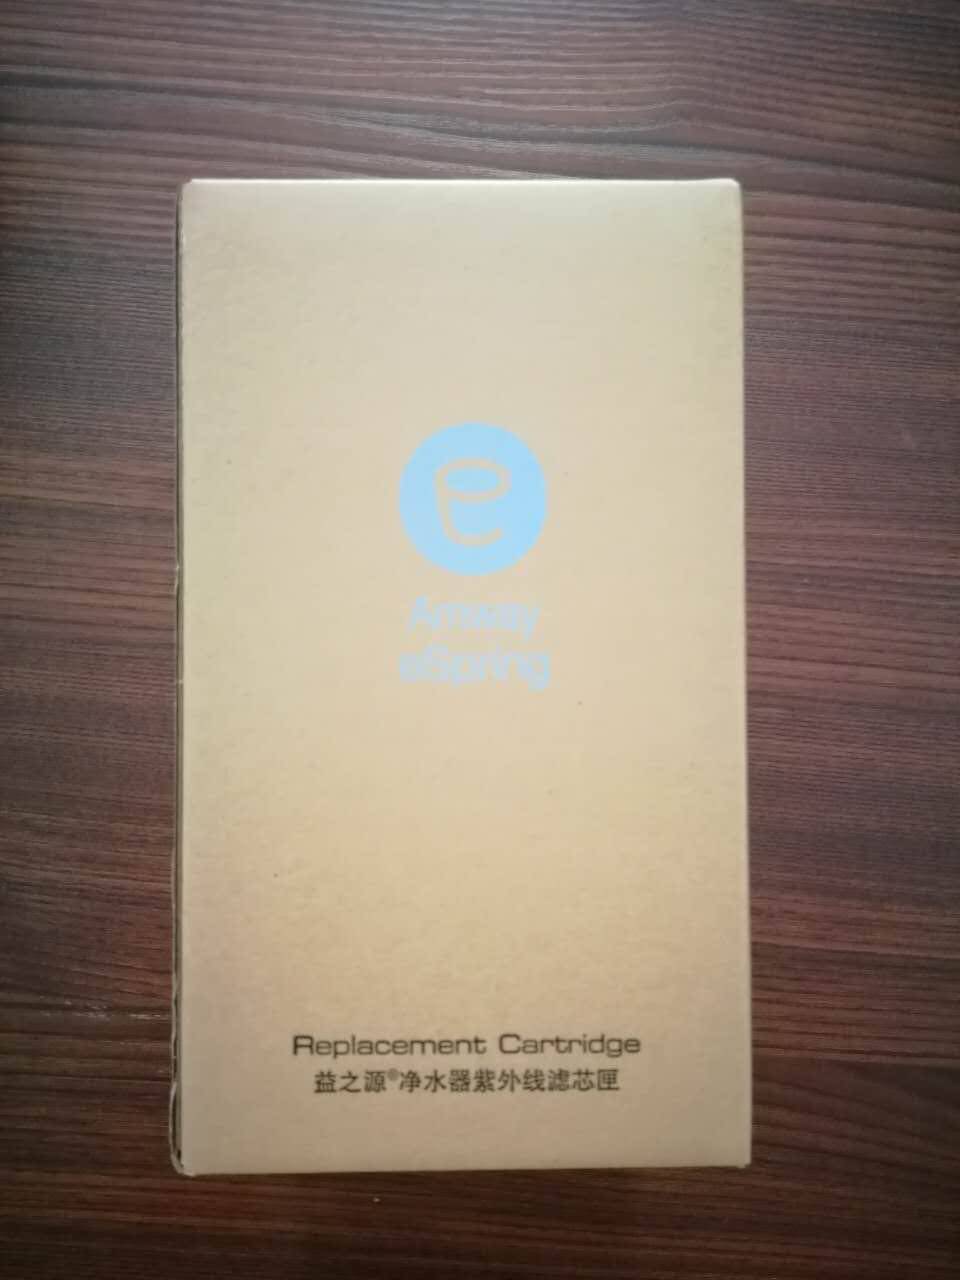 e
Amway
eSpring
Replacement Cartridge
益之源®净水器紫外线滤芯匣